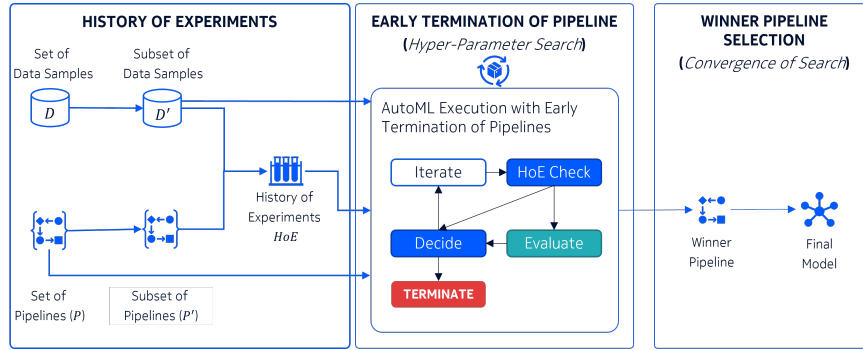 HISTORY OF EXPERIMENTS
Set of
Data Samples
Subset of
Data Samples
D
D'
History of
Experiments
HoE
Set of
Pipelines (P)
Subset of
Pipelines (P')
EARLY TERMINATION OF PIPELINE
(Hyper-Parameter Search)
AutoML Execution with Early
Termination of Pipelines
Iterate
HoE Check
Decide
Evaluate
TERMINATE
WINNER PIPELINE
SELECTION
(Convergence of Search)
Winner
Pipeline
Final
Model